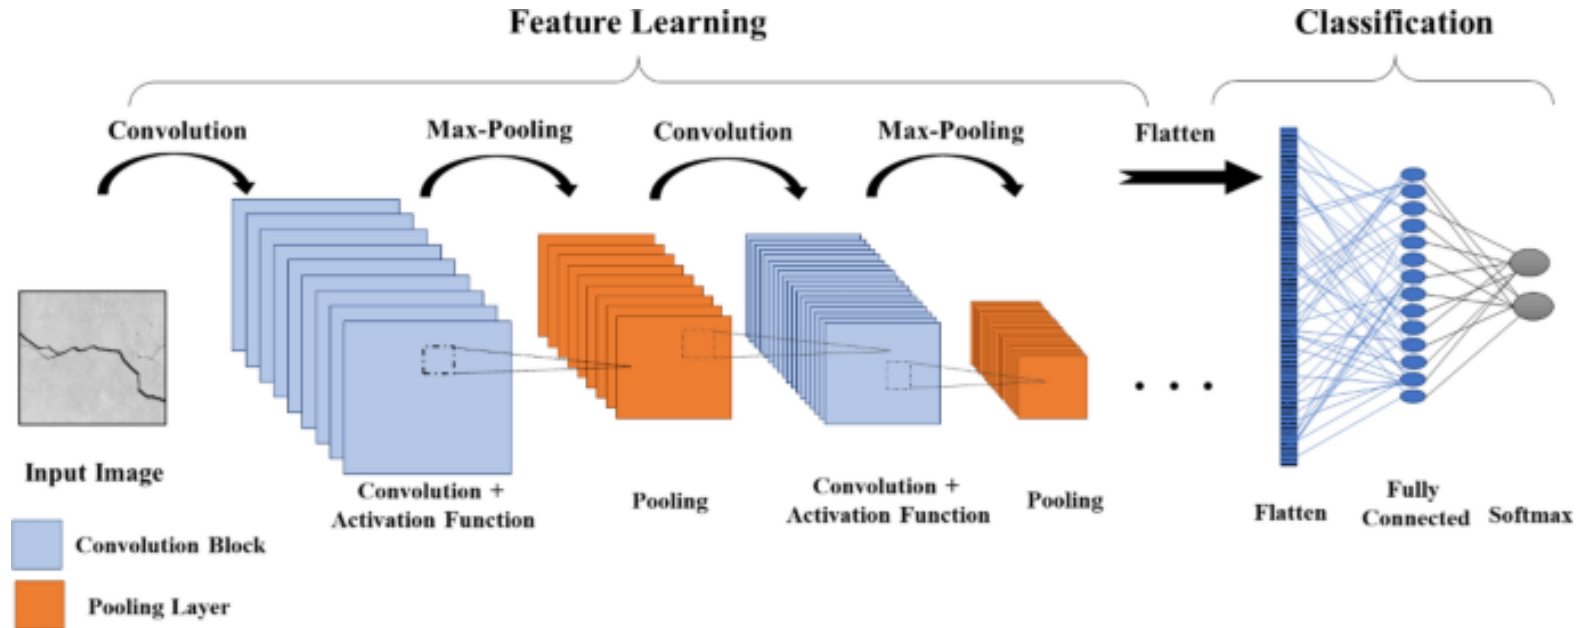 Feature Learning
Classification
Convolution
Max-Pooling
Convolution
Max-Pooling
Flatten
Input Image
Convolution +
Activation Function
Pooling
Convolution +
Activation Function
Pooling
Flatten
Fully
Connected
Softmax
Convolution Block
Pooling Layer